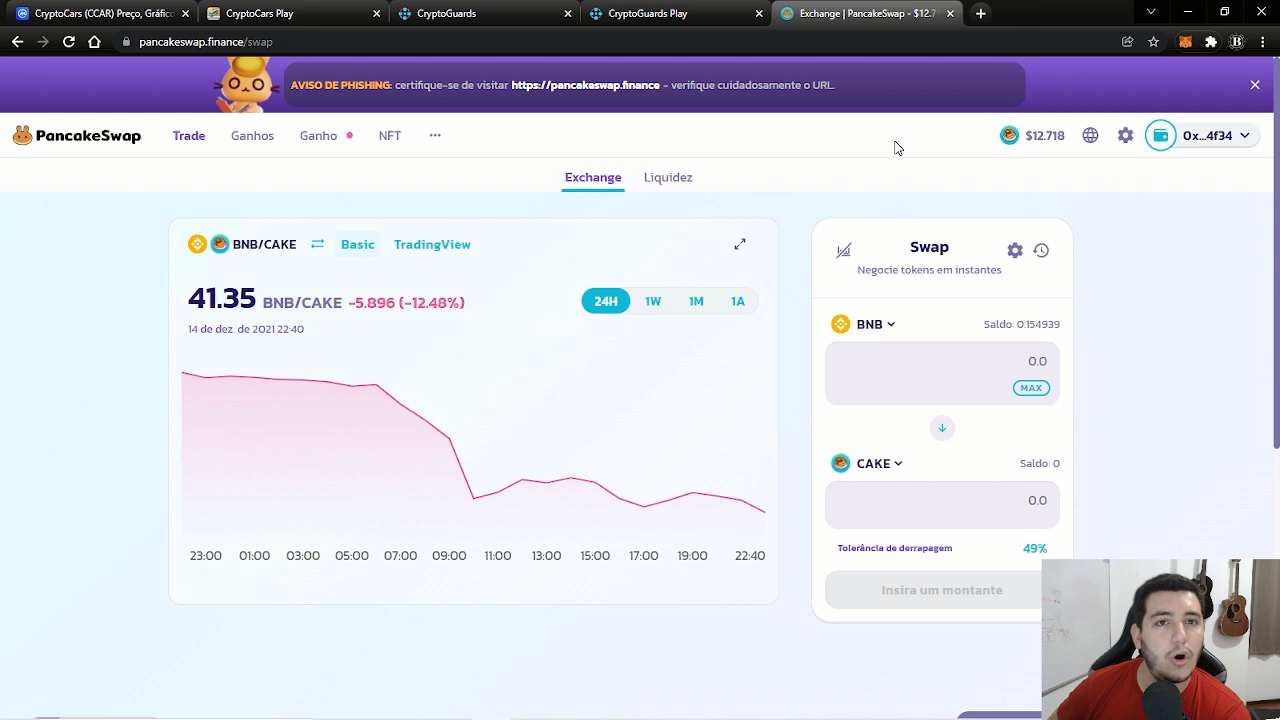 CryptoCars (CCAR) Preço, Gráfico
CryptoCars Play
CryptoGuards
CryptoGuards Play
Exchange | PancakeSwap - $12.71
pancakeswap.finance/swap
AVISO DE PHISHING: certifique-se de visitar https://pancakeswap.finance - verifique cuidadosamente o URL.
PancakeSwap
Trade
Ganhos
Ganho
NFT
$12.718
0x...4f34
Exchange
Liquidez
BNB/CAKE
Basic
TradingView
41.35 BNB/CAKE -5.896 (-12.48%)
24H
1W
1M
1A
14 de dez. de 2021 22:40
23:00 01:00 03:00 05:00 07:00 09:00 11:00 13:00 15:00 17:00 19:00 22:40
Swap
Negocie tokens em instantes
BNB
Saldo: 0.154939
0.0
MAX
CAKE
Saldo: 0
0.0
Tolerância de derrapagem
49%
Insira um montante